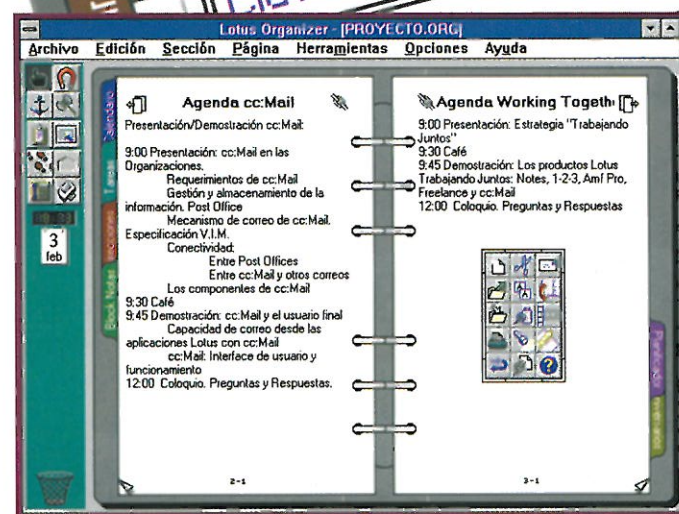 Lotus Organizer - [PROYECTO.ORG]
Archivo Edición Sección Página Herramientas Opciones Ayuda
3
feb
Calendario
Tareas
secciones
Block Notas
Agenda cc:Mail
Presentación/Demostración cc:Mail:
9:00 Presentación: cc:Mail en las
Organizaciones.
Requerimientos de cc:Mail
Gestión y almacenamiento de la
información. Post Office
Mecanismo de correo de cc:Mail.
Especificación V.I.M.
Conectividad:
Entre Post Offices
Entre cc:Mail y otros correos
Los componentes de cc:Mail
9:30 Café
9:45 Demostración: cc:Mail y el usuario final
Capacidad de correo desde las
aplicaciones Lotus con cc:Mail
cc:Mail: Interface de usuario y
funcionamiento
12:00 Coloquio. Preguntas y Respuestas.
2-1
Agenda Working Togeth
9:00 Presentación: Estrategia "Trabajando
Juntos"
9:30 Café
9:45 Demostración: Los productos Lotus
Trabajando Juntos: Notes, 1-2-3, Ami Pro,
Freelance y cc:Mail
12:00 Coloquio. Preguntas y Respuestas
3-1
Planificador